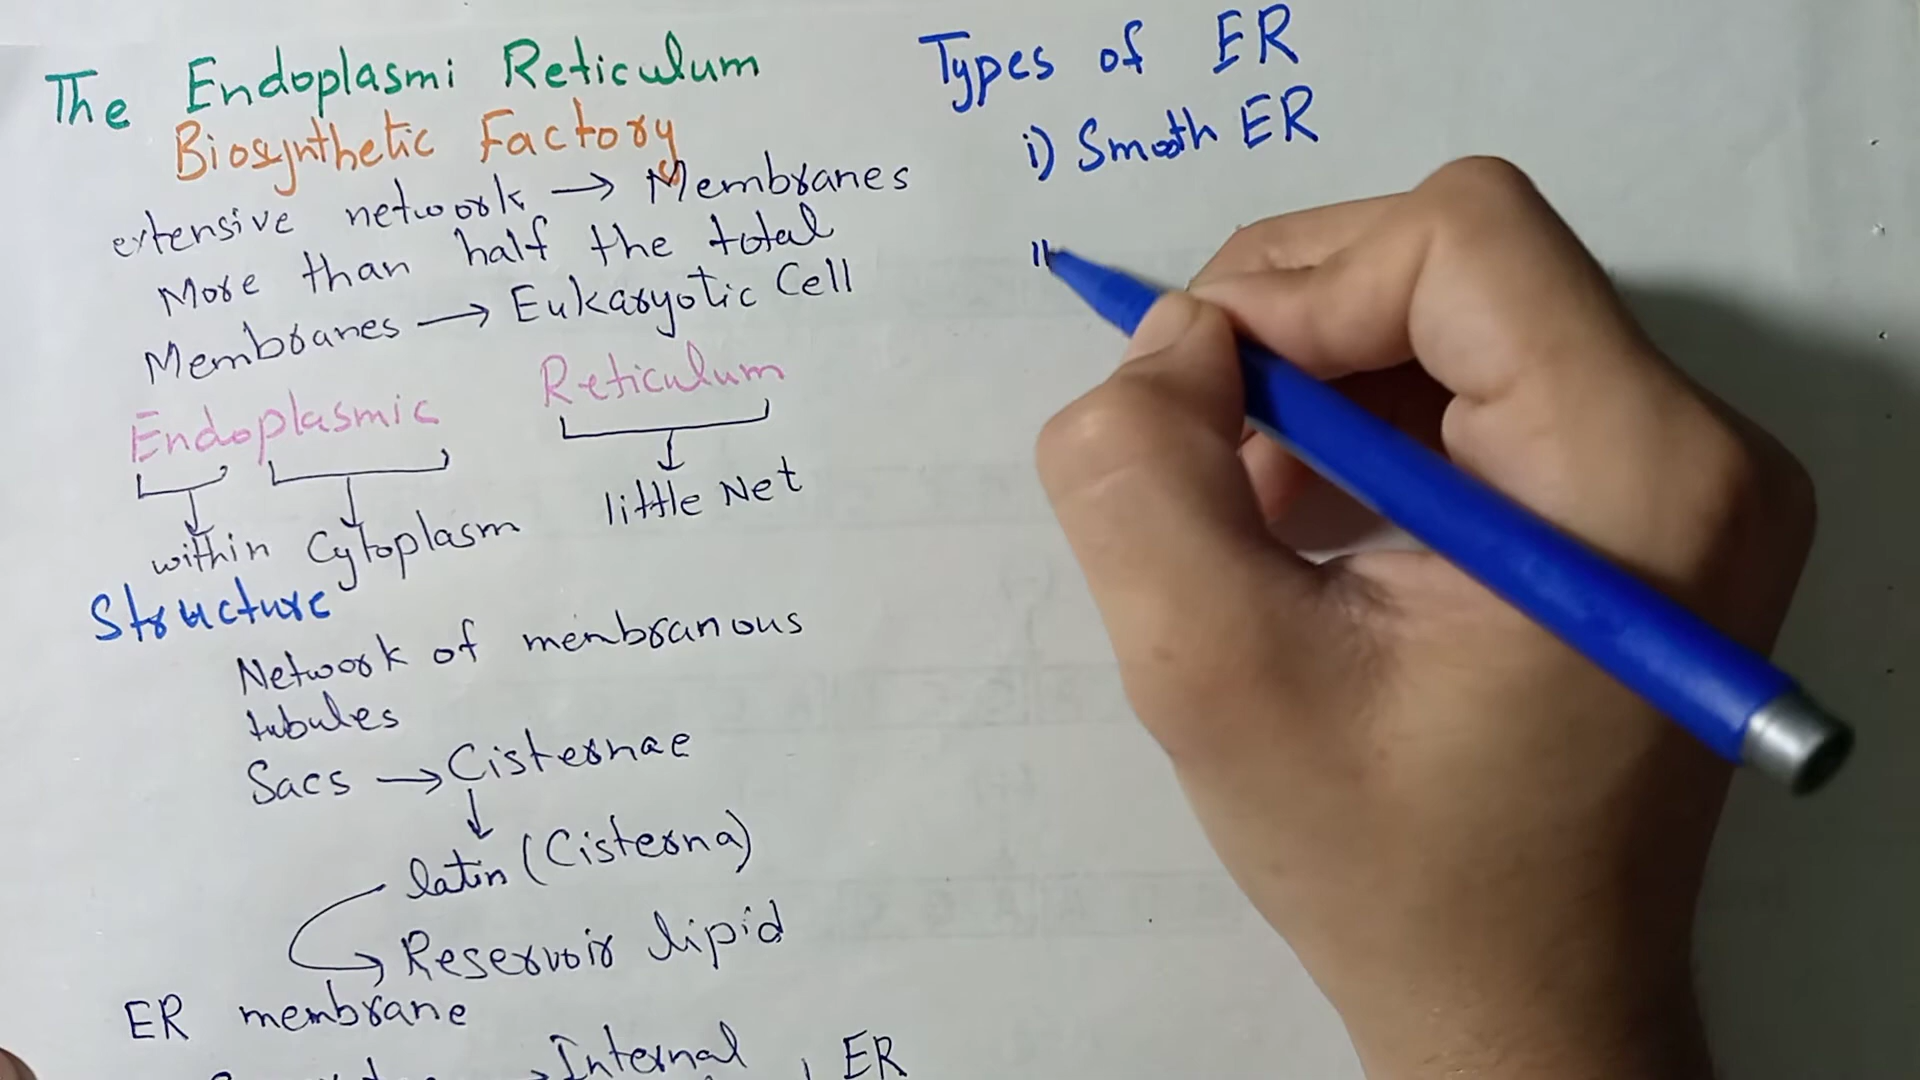 The Endoplasmi Reticulum
Biosynthetic Factory
extensive network → Membranes
More than half the total
Membranes → Eukaryotic Cell
Endoplasmic Reticulum
within Cytoplasm little Net
Structure
Network of membranous
tubules
Sacs → Cisternae
latin (Cisterna)
Reservoir lipid
ER membrane
→ Internal
ER
Types of ER
i) Smooth ER
ii